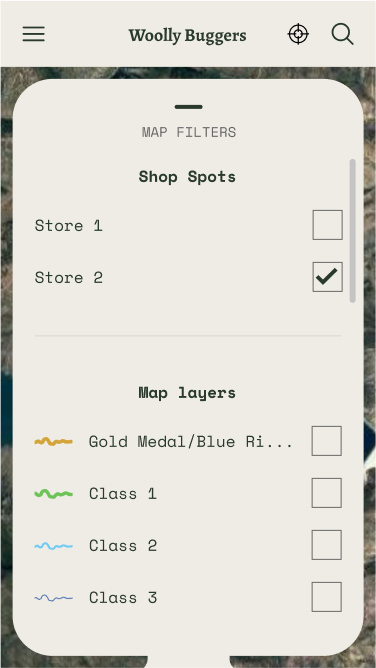 Woolly Buggers
MAP FILTERS
Shop Spots
Store 1
Store 2
Map layers
Gold Medal/Blue Ri...
Class 1
Class 2
Class 3